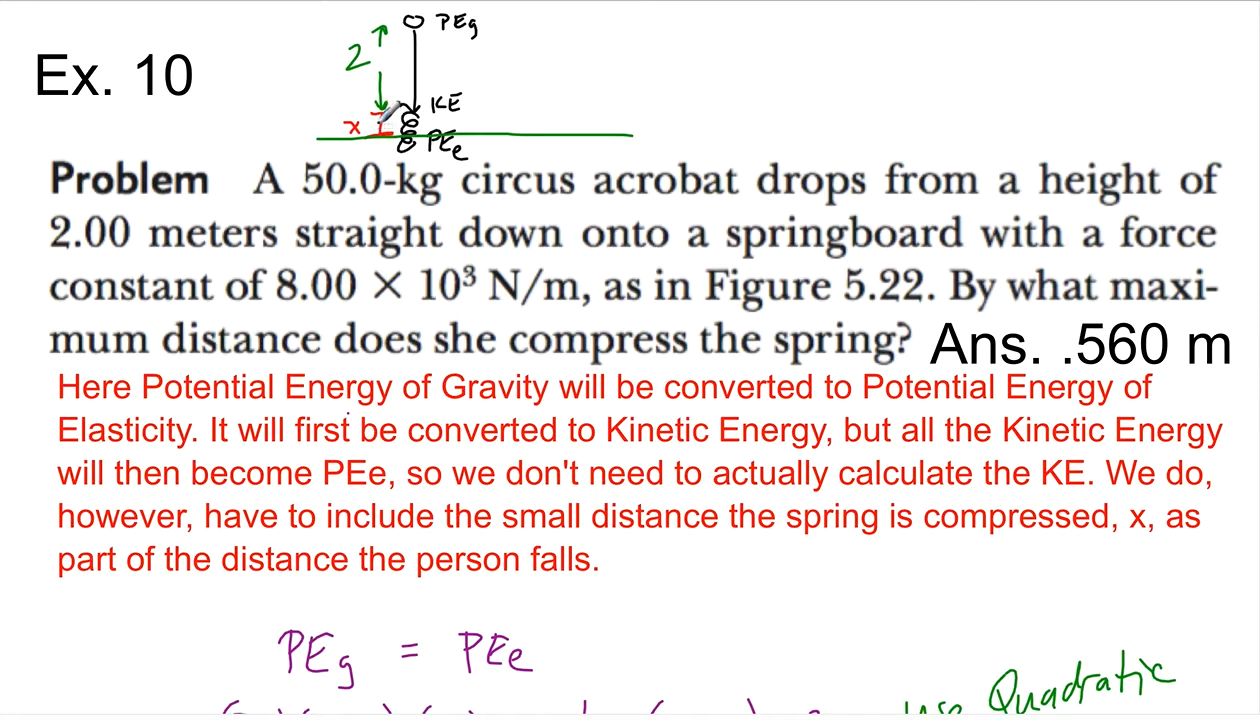 PEg
2
Ex. 10
KE
x
PEe
Problem A 50.0-kg circus acrobat drops from a height of
2.00 meters straight down onto a springboard with a force
constant of 8.00 × 10³ N/m, as in Figure 5.22. By what maxi-
mum distance does she compress the spring? Ans. .560 m
Here Potential Energy of Gravity will be converted to Potential Energy of
Elasticity. It will first be converted to Kinetic Energy, but all the Kinetic Energy
will then become PEe, so we don't need to actually calculate the KE. We do,
however, have to include the small distance the spring is compressed, x, as
part of the distance the person falls.
PEg = PEe
Quadratic